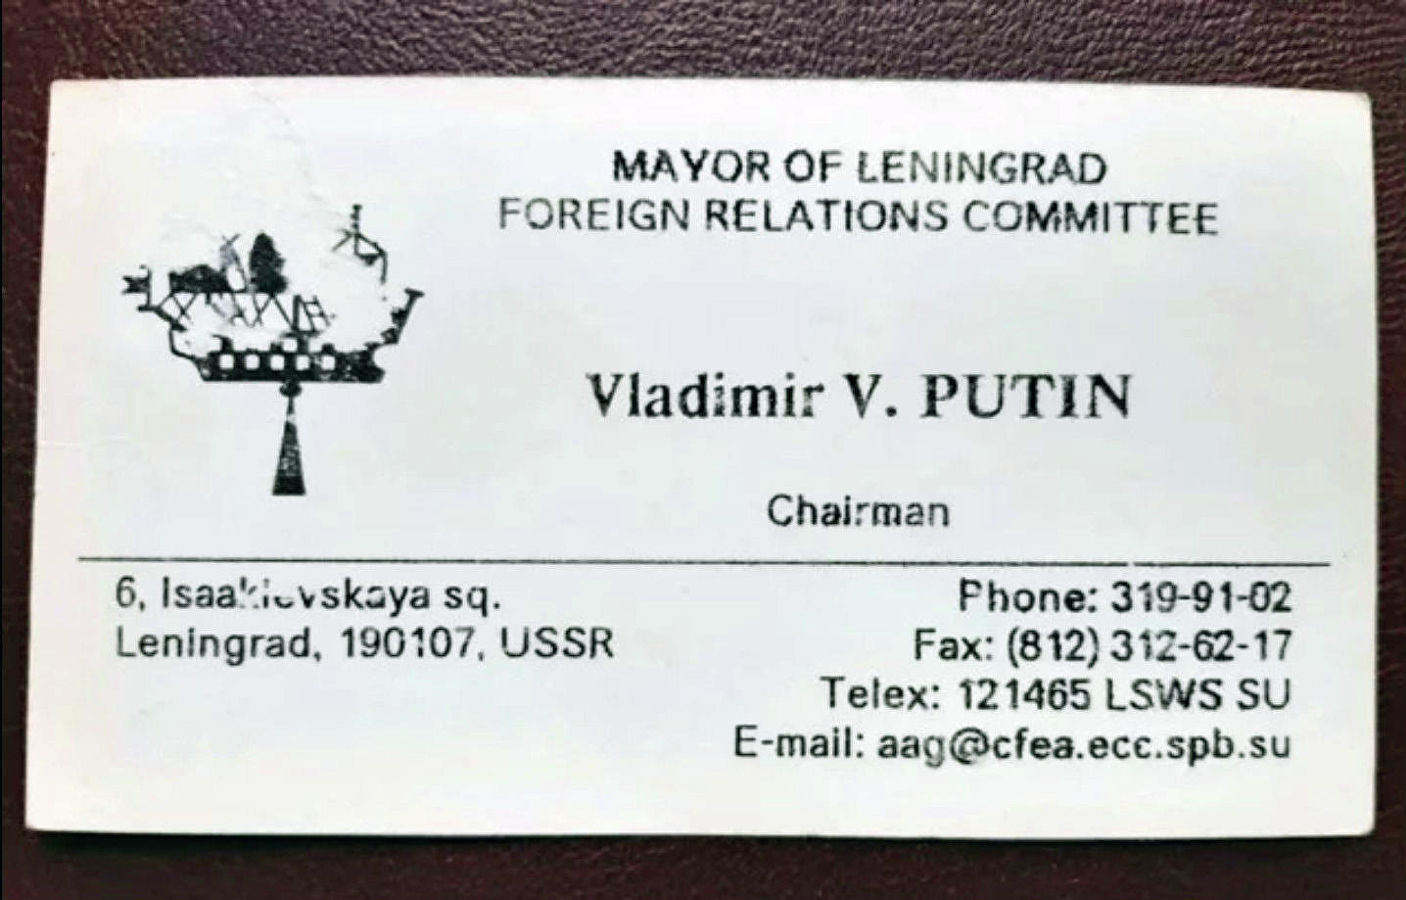 MAYOR OF LENINGRAD
FOREIGN RELATIONS COMMITTEE
Vladimir V. PUTIN
Chairman
6, Isaakievskaya sq.
Leningrad, 190107, USSR
Phone: 319-91-02
Fax: (812) 312-62-17
Telex: 121465 LSWS SU
E-mail: aag@cfea.ecc.spb.su